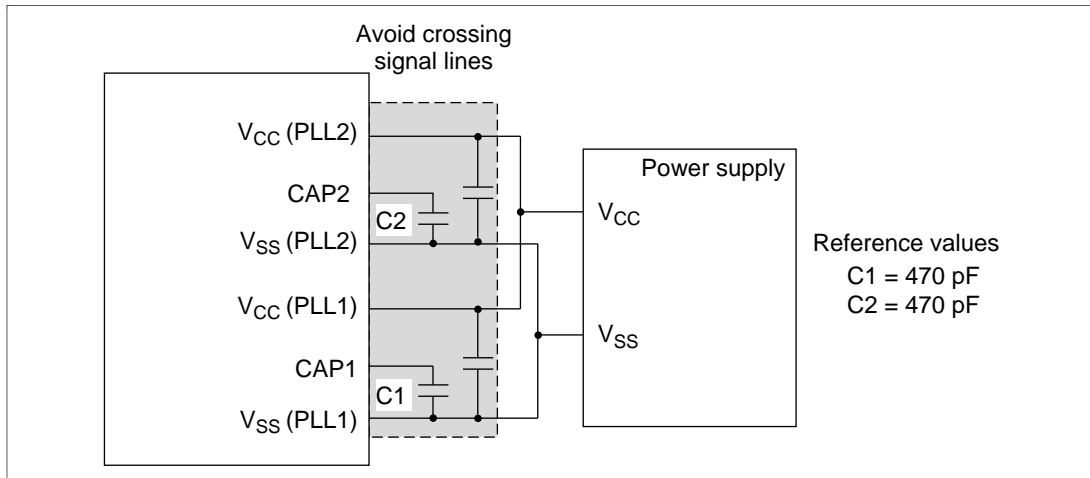 Avoid crossing
signal lines
VCC (PLL2)
CAP2
C2
VSS (PLL2)
VCC (PLL1)
CAP1
C1
VSS (PLL1)
Power supply
VCC
VSS
Reference values
C1 = 470 pF
C2 = 470 pF